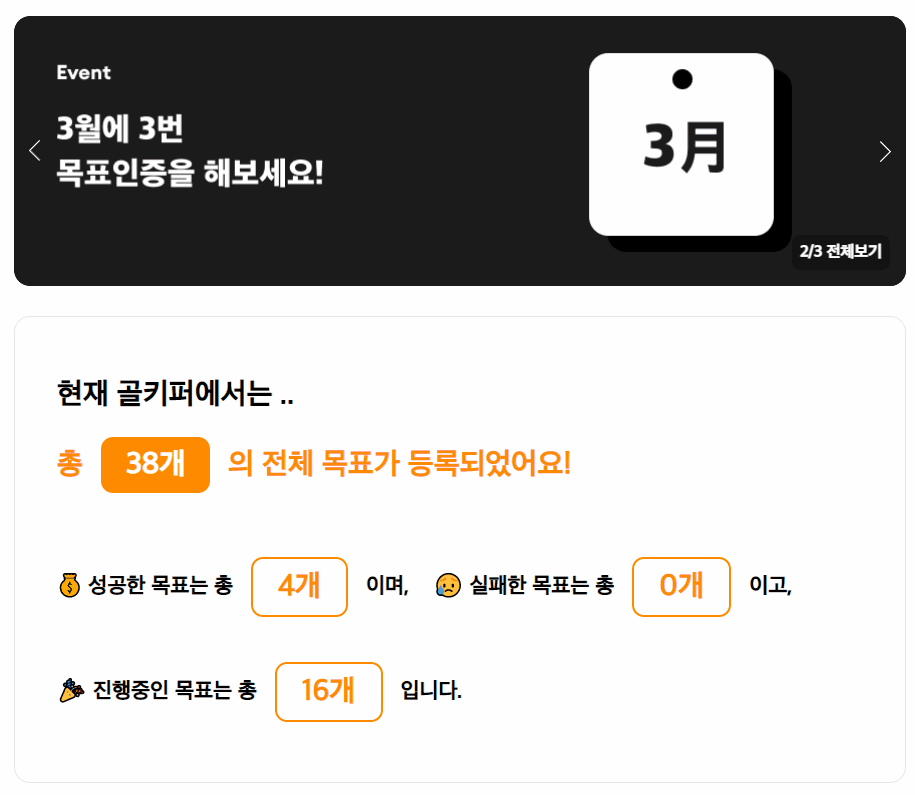 Event
3월에 3번
목표인증을 해보세요!
3月
2/3 전체보기
현재 골키퍼에서는 ..
총 38개 의 전체 목표가 등록되었어요!
성공한 목표는 총 4개 이며, 실패한 목표는 총 0개 이고,
진행중인 목표는 총 16개 입니다.